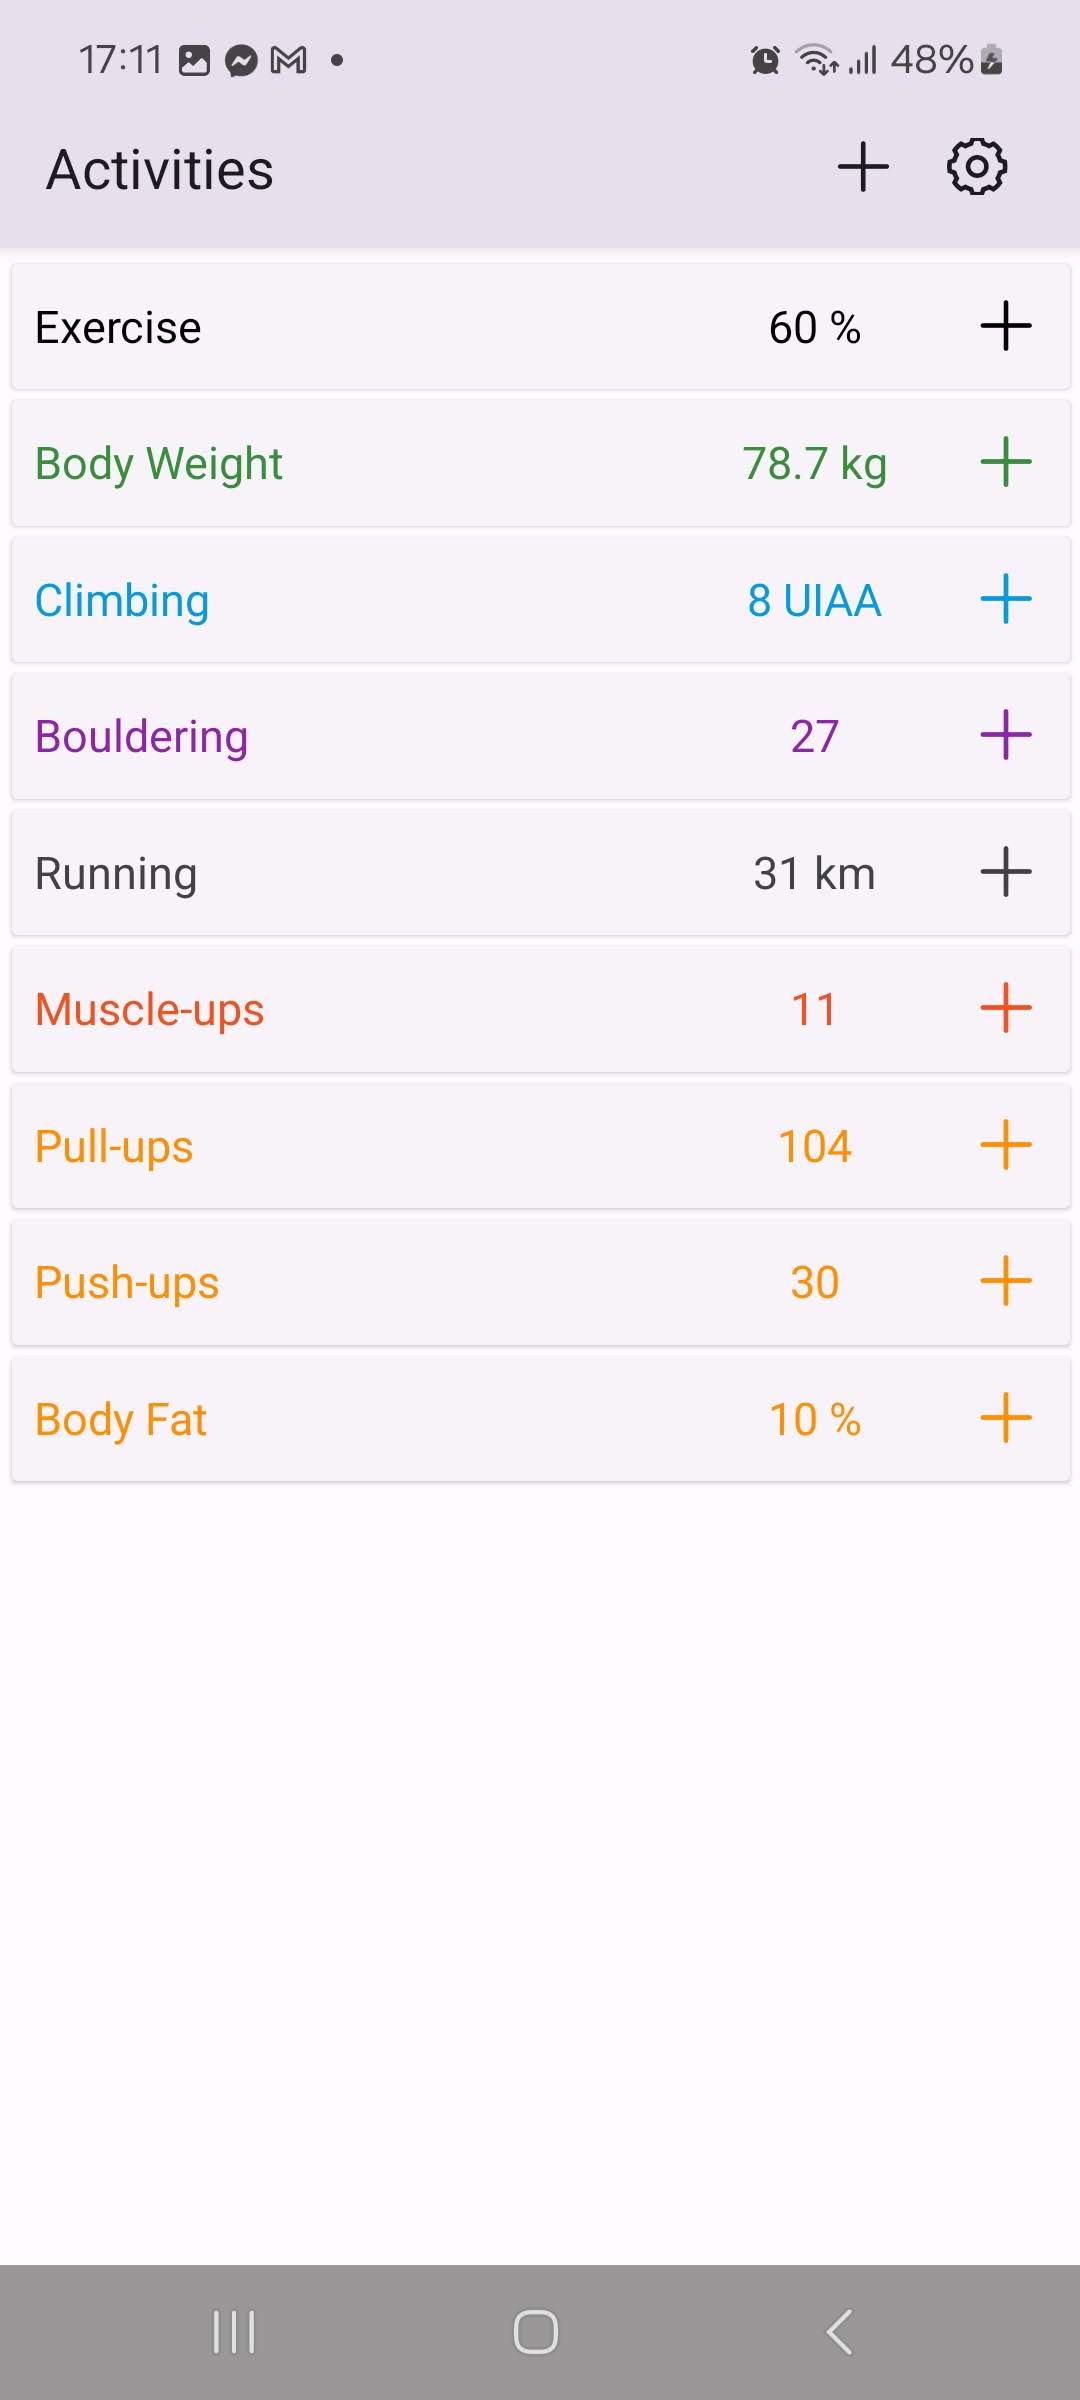 17:11 48%
Activities
Exercise 60 %
Body Weight 78.7 kg
Climbing 8 UIAA
Bouldering 27
Running 31 km
Muscle-ups 11
Pull-ups 104
Push-ups 30
Body Fat 10 %